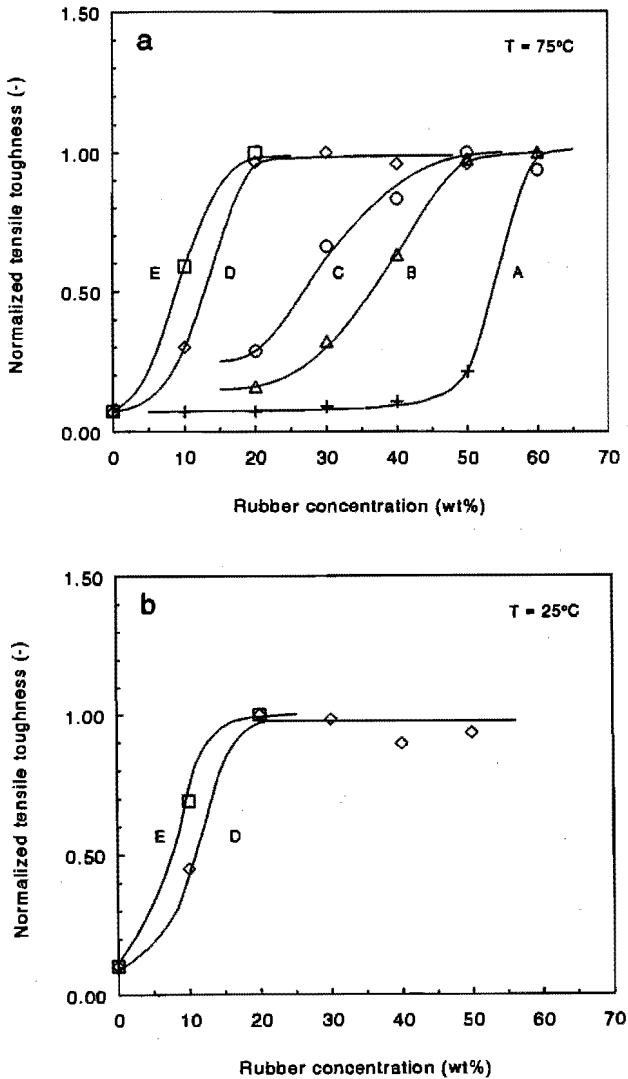 a
T = 75°C
Normalized tensile toughness (-)
1.50
1.00
0.50
0.00
E
D
C
B
A
0 10 20 30 40 50 60 70
Rubber concentration (wt%)
b
T = 25°C
Normalized tensile toughness (-)
1.50
1.00
0.50
0.00
E
D
0 10 20 30 40 50 60 70
Rubber concentration (wt%)